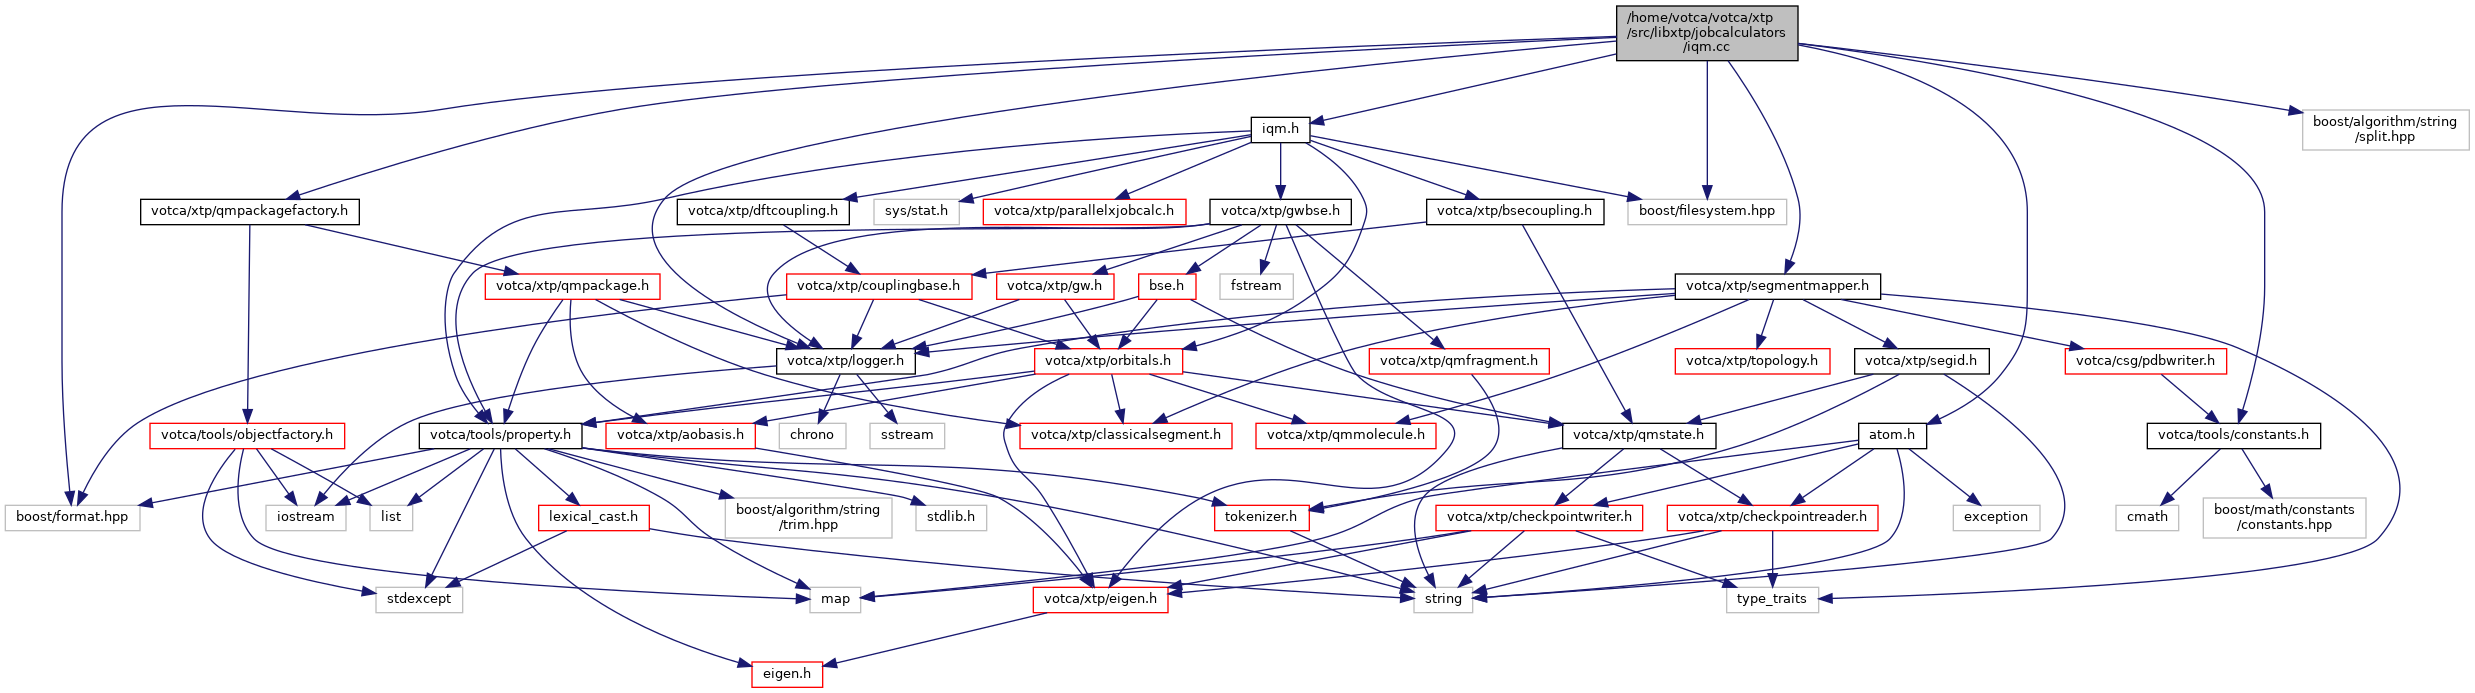 /home/votca/votca/xtp
/src/libxtp/jobcalculators
/iqm.cc
iqm.h
boost/algorithm/string
/split.hpp
votca/xtp/qmpackagefactory.h
votca/xtp/dftcoupling.h
sys/stat.h
votca/xtp/parallelxjobcalc.h
votca/xtp/gwbse.h
votca/xtp/bsecoupling.h
boost/filesystem.hpp
votca/xtp/qmpackage.h
votca/xtp/couplingbase.h
votca/xtp/gw.h
bse.h
fstream
votca/xtp/segmentmapper.h
votca/xtp/logger.h
votca/xtp/orbitals.h
votca/xtp/qmfragment.h
votca/xtp/topology.h
votca/xtp/segid.h
votca/csg/pdbwriter.h
votca/tools/objectfactory.h
votca/tools/property.h
votca/xtp/aobasis.h
chrono
sstream
votca/xtp/classicalsegment.h
votca/xtp/qmmolecule.h
votca/xtp/qmstate.h
atom.h
votca/tools/constants.h
boost/format.hpp
iostream
list
lexical_cast.h
boost/algorithm/string
/trim.hpp
stdlib.h
tokenizer.h
votca/xtp/checkpointwriter.h
votca/xtp/checkpointreader.h
exception
cmath
boost/math/constants
/constants.hpp
stdexcept
map
votca/xtp/eigen.h
string
type_traits
eigen.h